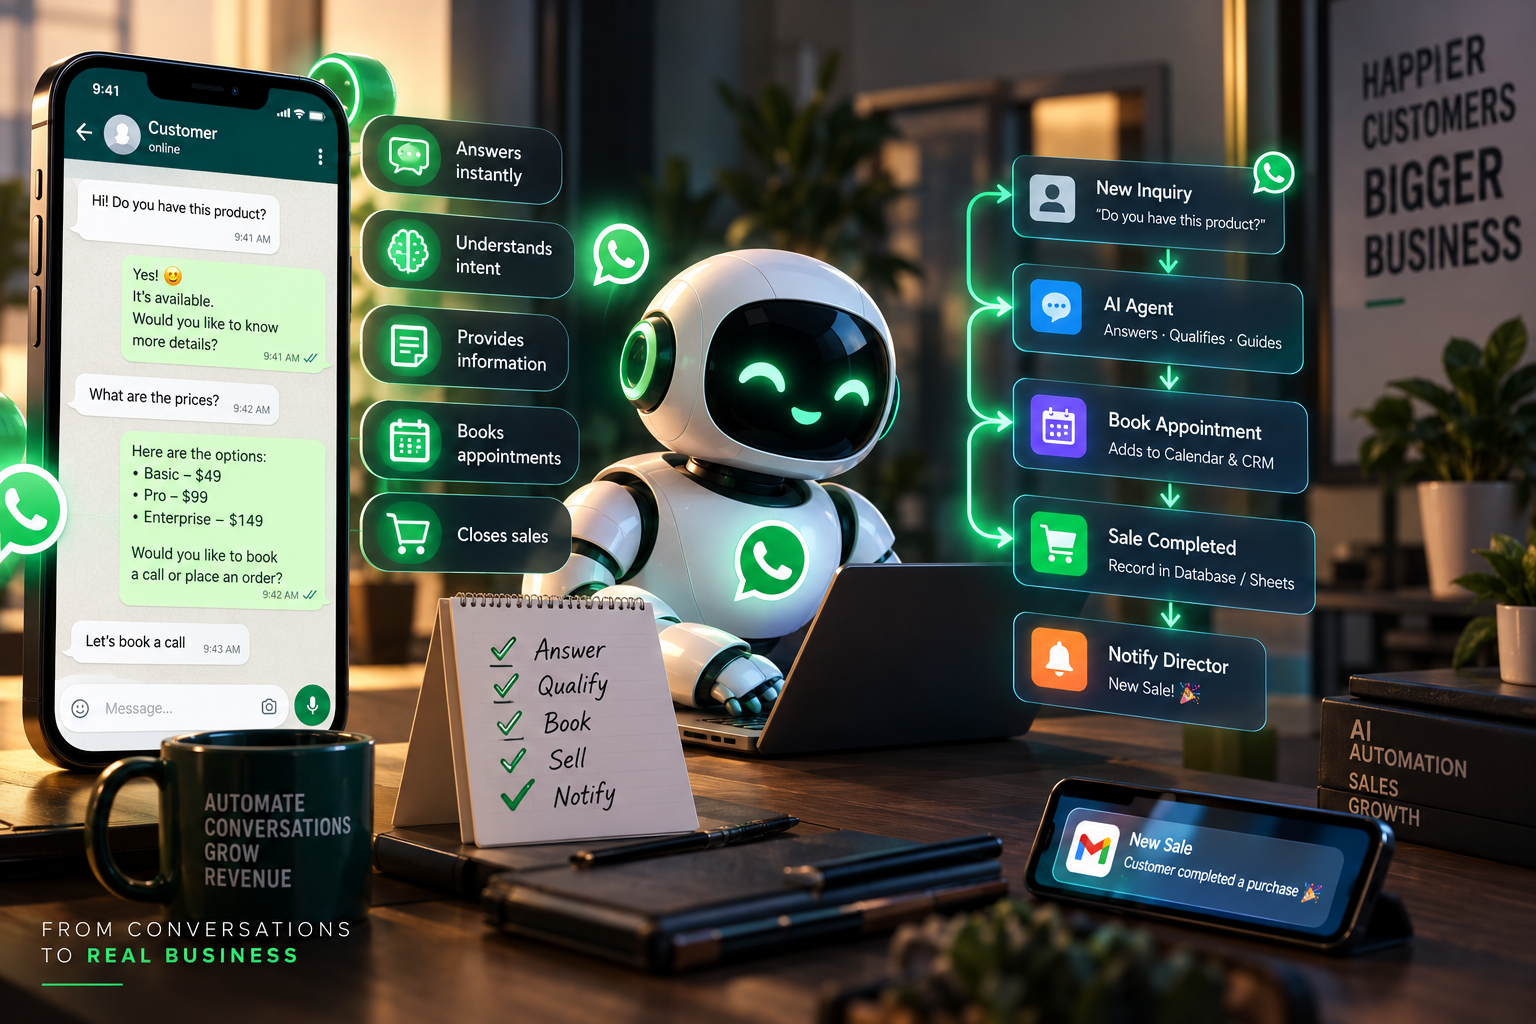 9:41
Customer
online
Hi! Do you have this product?
9:41 AM
Yes! 😊
It's available.
Would you like to know
more details?
9:41 AM
What are the prices?
9:42 AM
Here are the options:
• Basic – $49
• Pro – $99
• Enterprise – $149
Would you like to book
a call or place an order?
9:42 AM
Let's book a call
9:43 AM
Message...
Answers
instantly
Understands
intent
Provides
information
Books
appointments
Closes sales
New Inquiry
"Do you have this product?"
AI Agent
Answers · Qualifies · Guides
Book Appointment
Adds to Calendar & CRM
Sale Completed
Record in Database / Sheets
Notify Director
New Sale! 🎉
HAPPIER
CUSTOMERS
BIGGER
BUSINESS
Answer
Qualify
Book
Sell
Notify
AUTOMATE
CONVERSATIONS
GROW
REVENUE
AI
AUTOMATION
SALES
GROWTH
New Sale
Customer completed a purchase 🎉
FROM CONVERSATIONS
TO REAL BUSINESS